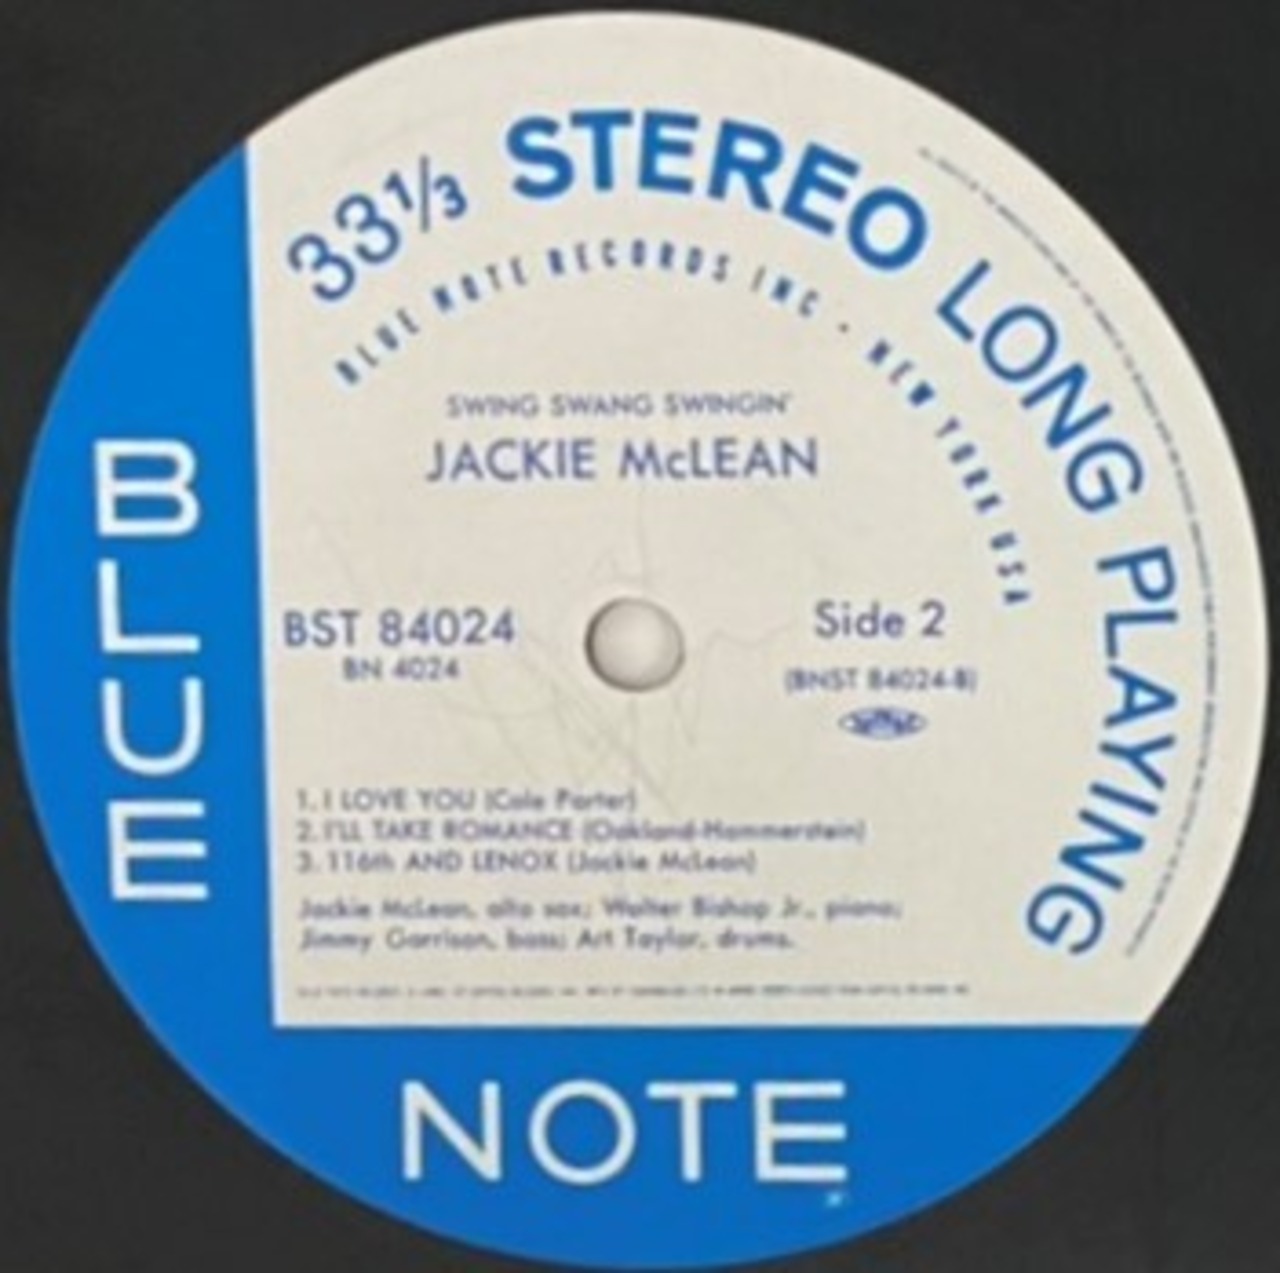 33⅓ STEREO LONG PLAYING
BLUE NOTE RECORDS INC · NEW YORK USA
SWING SWANG SWINGIN'
JACKIE McLEAN
BST 84024
BN 4024
Side 2
(BNST 84024-B)
1. I LOVE YOU (Cole Porter)
2. I'LL TAKE ROMANCE (Oakland-Hammerstein)
3. 116th AND LENOX (Jackie McLean)
Jackie McLean, alto sax; Walter Bishop Jr., piano;
Jimmy Garrison, bass; Art Taylor, drums.
BLUE
NOTE